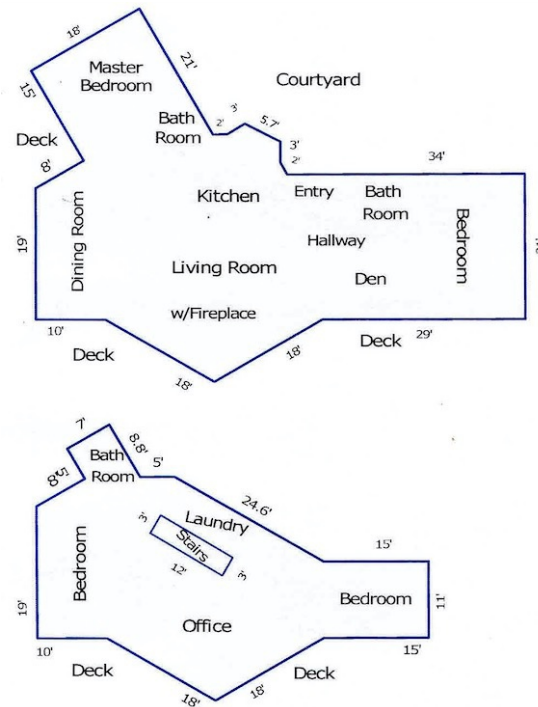 18'
21'
Master
Bedroom
Courtyard
15'
Deck
Bath
Room
2'
3'
5.7'
3'
2'
8'
34'
Kitchen
Entry
Bath
Room
19'
Dining Room
Hallway
Bedroom
Living Room
Den
w/Fireplace
10'
Deck
18'
18'
Deck
29'
7'
8.8'
Bath
Room
5'
5'
8'
24.6'
3'
Laundry
Stairs
12'
3'
15'
Bedroom
19'
Bedroom
11'
Office
10'
15'
Deck
18'
18'
Deck